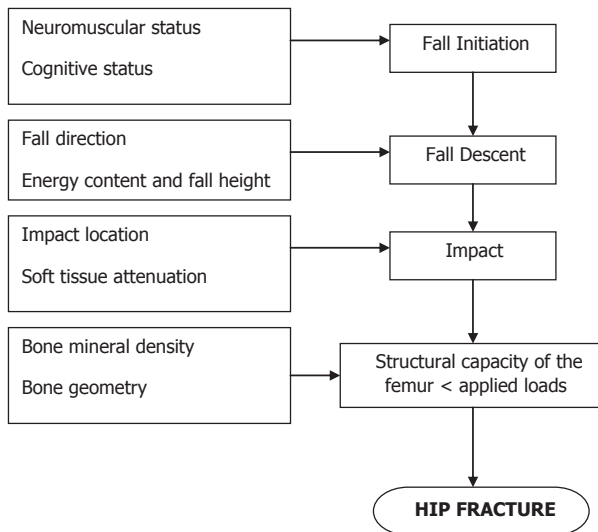 Neuromuscular status
Cognitive status
Fall Initiation
Fall direction
Energy content and fall height
Fall Descent
Impact location
Soft tissue attenuation
Impact
Bone mineral density
Bone geometry
Structural capacity of the
femur < applied loads
HIP FRACTURE